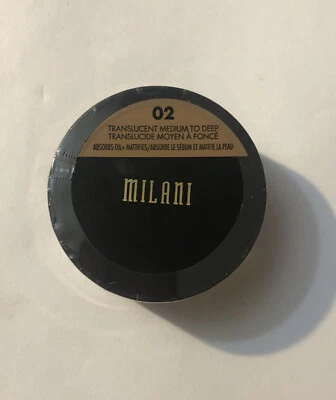 02
TRANSLUCENT MEDIUM TO DEEP
TRANSLUCIDE MOYEN À FONCÉ
ABSORBS OIL+ MATTIFIES/ABSORBE LE SÉBUM ET MATIFIE LA PEAU
MILANI